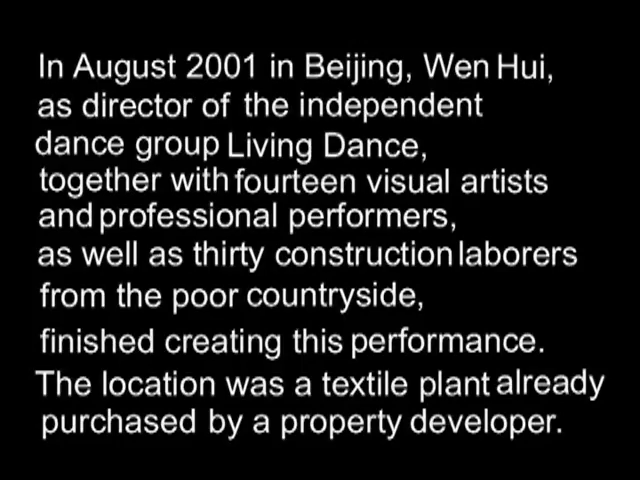 In August 2001 in Beijing, Wen Hui,
as director of the independent
dance group Living Dance,
together with fourteen visual artists
and professional performers,
as well as thirty construction laborers
from the poor countryside,
finished creating this performance.
The location was a textile plant already
purchased by a property developer.